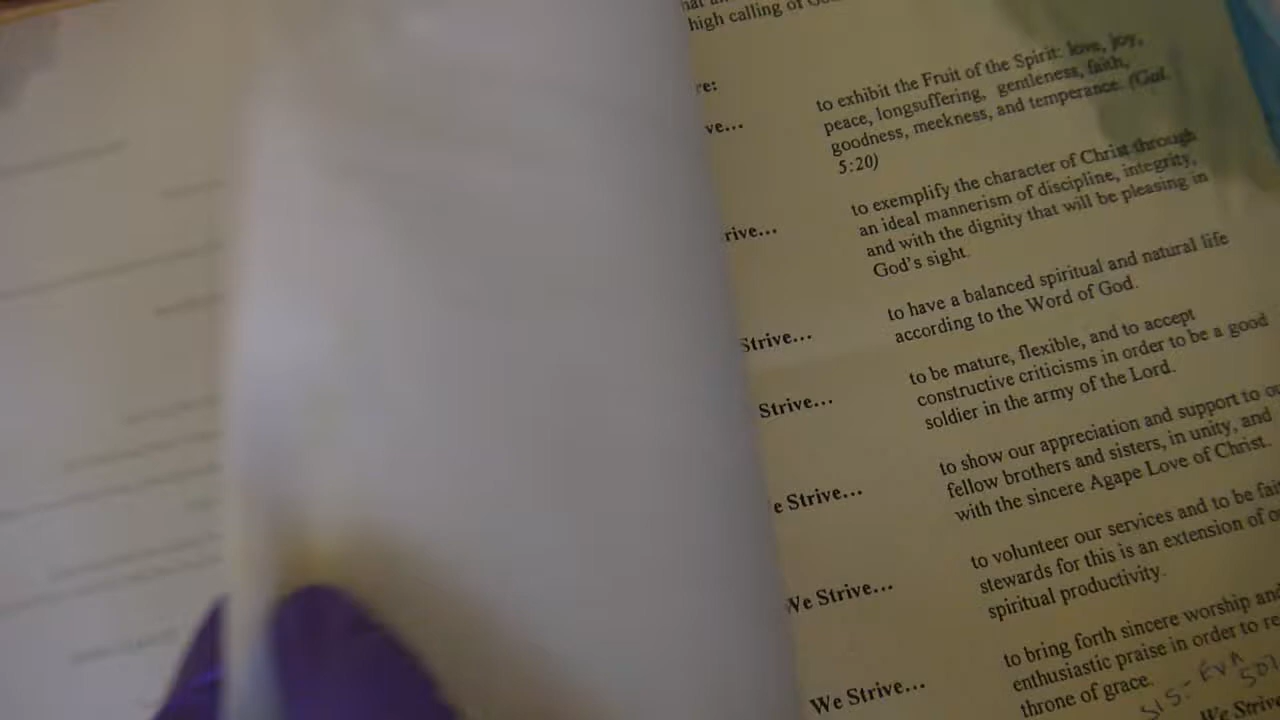 high calling of
re:
to exhibit the Fruit of the Spirit: love, joy,
ve...
peace, longsuffering, gentleness, faith,
goodness, meekness, and temperance. (Gal.
5:20)
to exemplify the character of Christ through
rive...
an ideal mannerism of discipline, integrity,
and with the dignity that will be pleasing in
God's sight.
to have a balanced spiritual and natural life
Strive...
according to the Word of God.
to be mature, flexible, and to accept
Strive...
constructive criticisms in order to be a good
soldier in the army of the Lord.
to show our appreciation and support to
e Strive...
fellow brothers and sisters, in unity, and
with the sincere Agape Love of Christ.
to volunteer our services and to be
We Strive...
stewards for this is an extension of
spiritual productivity.
to bring forth sincere worship and
We Strive...
enthusiastic praise in order to
throne of grace.
SIS-
We Strive